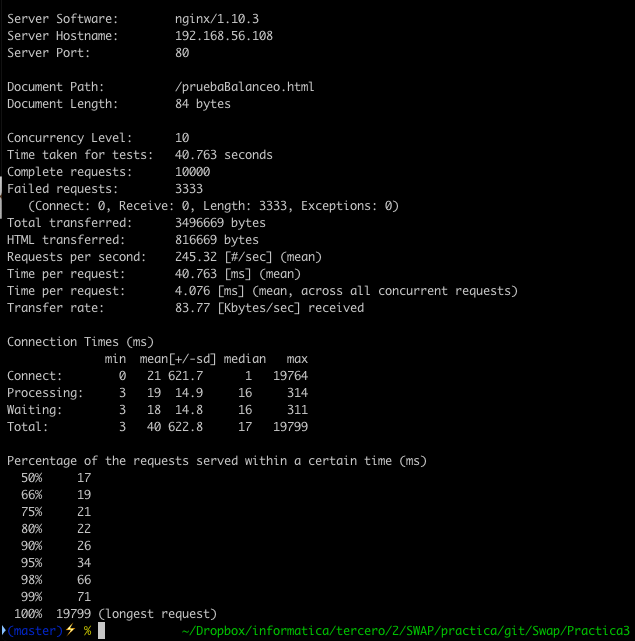 Server Software:        nginx/1.10.3
Server Hostname:        192.168.56.108
Server Port:            80
Document Path:          /pruebaBalanceo.html
Document Length:        84 bytes
Concurrency Level:      10
Time taken for tests:   40.763 seconds
Complete requests:      10000
Failed requests:        3333
   (Connect: 0, Receive: 0, Length: 3333, Exceptions: 0)
Total transferred:      3496669 bytes
HTML transferred:       816669 bytes
Requests per second:    245.32 [#/sec] (mean)
Time per request:       40.763 [ms] (mean)
Time per request:       4.076 [ms] (mean, across all concurrent requests)
Transfer rate:          83.77 [Kbytes/sec] received
Connection Times (ms)
              min  mean[+/-sd] median   max
Connect:        0   21 621.7      1   19764
Processing:     3   19  14.9     16     314
Waiting:        3   18  14.8     16     311
Total:          3   40 622.8     17   19799
Percentage of the requests served within a certain time (ms)
  50%     17
  66%     19
  75%     21
  80%     22
  90%     26
  95%     34
  98%     66
  99%     71
 100%  19799 (longest request)
(master)⚡ %           ~/Dropbox/informatica/tercero/2/SWAP/practica/git/Swap/Practica3